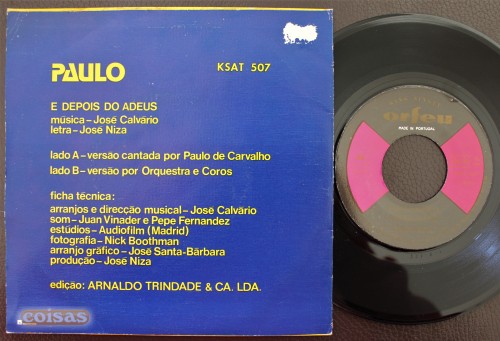 PAULO
KSAT 507
E DEPOIS DO ADEUS
música – José Calvário
letra – José Niza
lado A – versão cantada por Paulo de Carvalho
lado B – versão por Orquestra e Coros
ficha técnica:
arranjos e direcção musical – José Calvário
som – Juan Vinader e Pepe Fernandez
estúdios – Audiofilm (Madrid)
fotografia – Nick Boothman
arranjo gráfico – José Santa-Bárbara
produção – José Niza
edição: ARNALDO TRINDADE & CA. LDA.
coisas
orfeu
MADE IN PORTUGAL